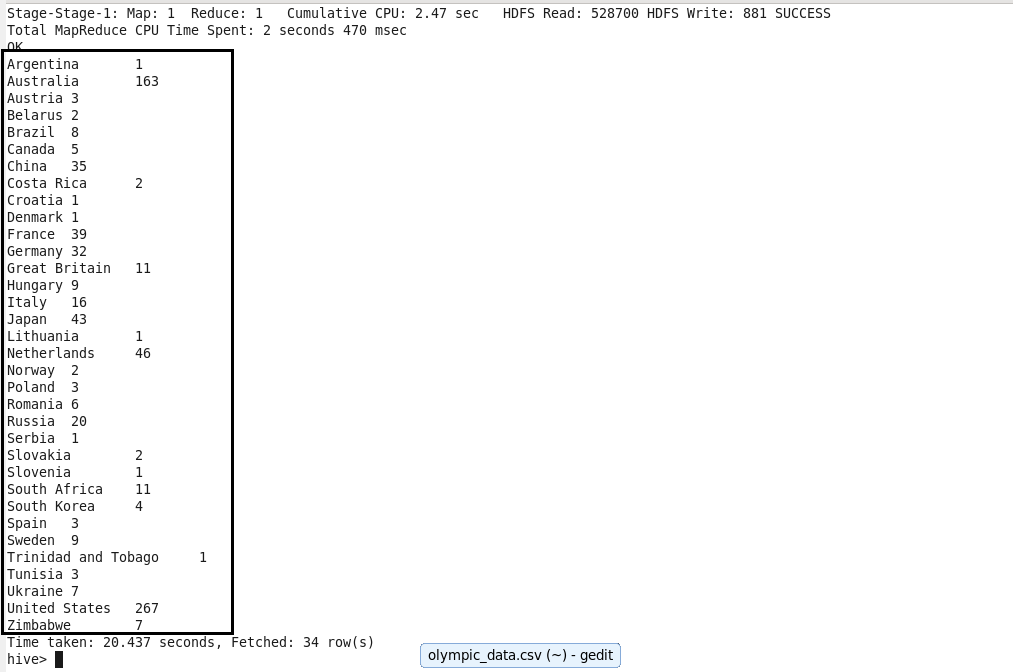 Stage-Stage-1: Map: 1  Reduce: 1   Cumulative CPU: 2.47 sec   HDFS Read: 528700 HDFS Write: 881 SUCCESS
Total MapReduce CPU Time Spent: 2 seconds 470 msec
OK
Argentina	1
Australia	163
Austria	3
Belarus	2
Brazil	8
Canada	5
China	35
Costa Rica	2
Croatia	1
Denmark	1
France	39
Germany	32
Great Britain	11
Hungary	9
Italy	16
Japan	43
Lithuania	1
Netherlands	46
Norway	2
Poland	3
Romania	6
Russia	20
Serbia	1
Slovakia	2
Slovenia	1
South Africa	11
South Korea	4
Spain	3
Sweden	9
Trinidad and Tobago	1
Tunisia	3
Ukraine	7
United States	267
Zimbabwe	7
Time taken: 20.437 seconds, Fetched: 34 row(s)
hive>
olympic_data.csv (~) - gedit